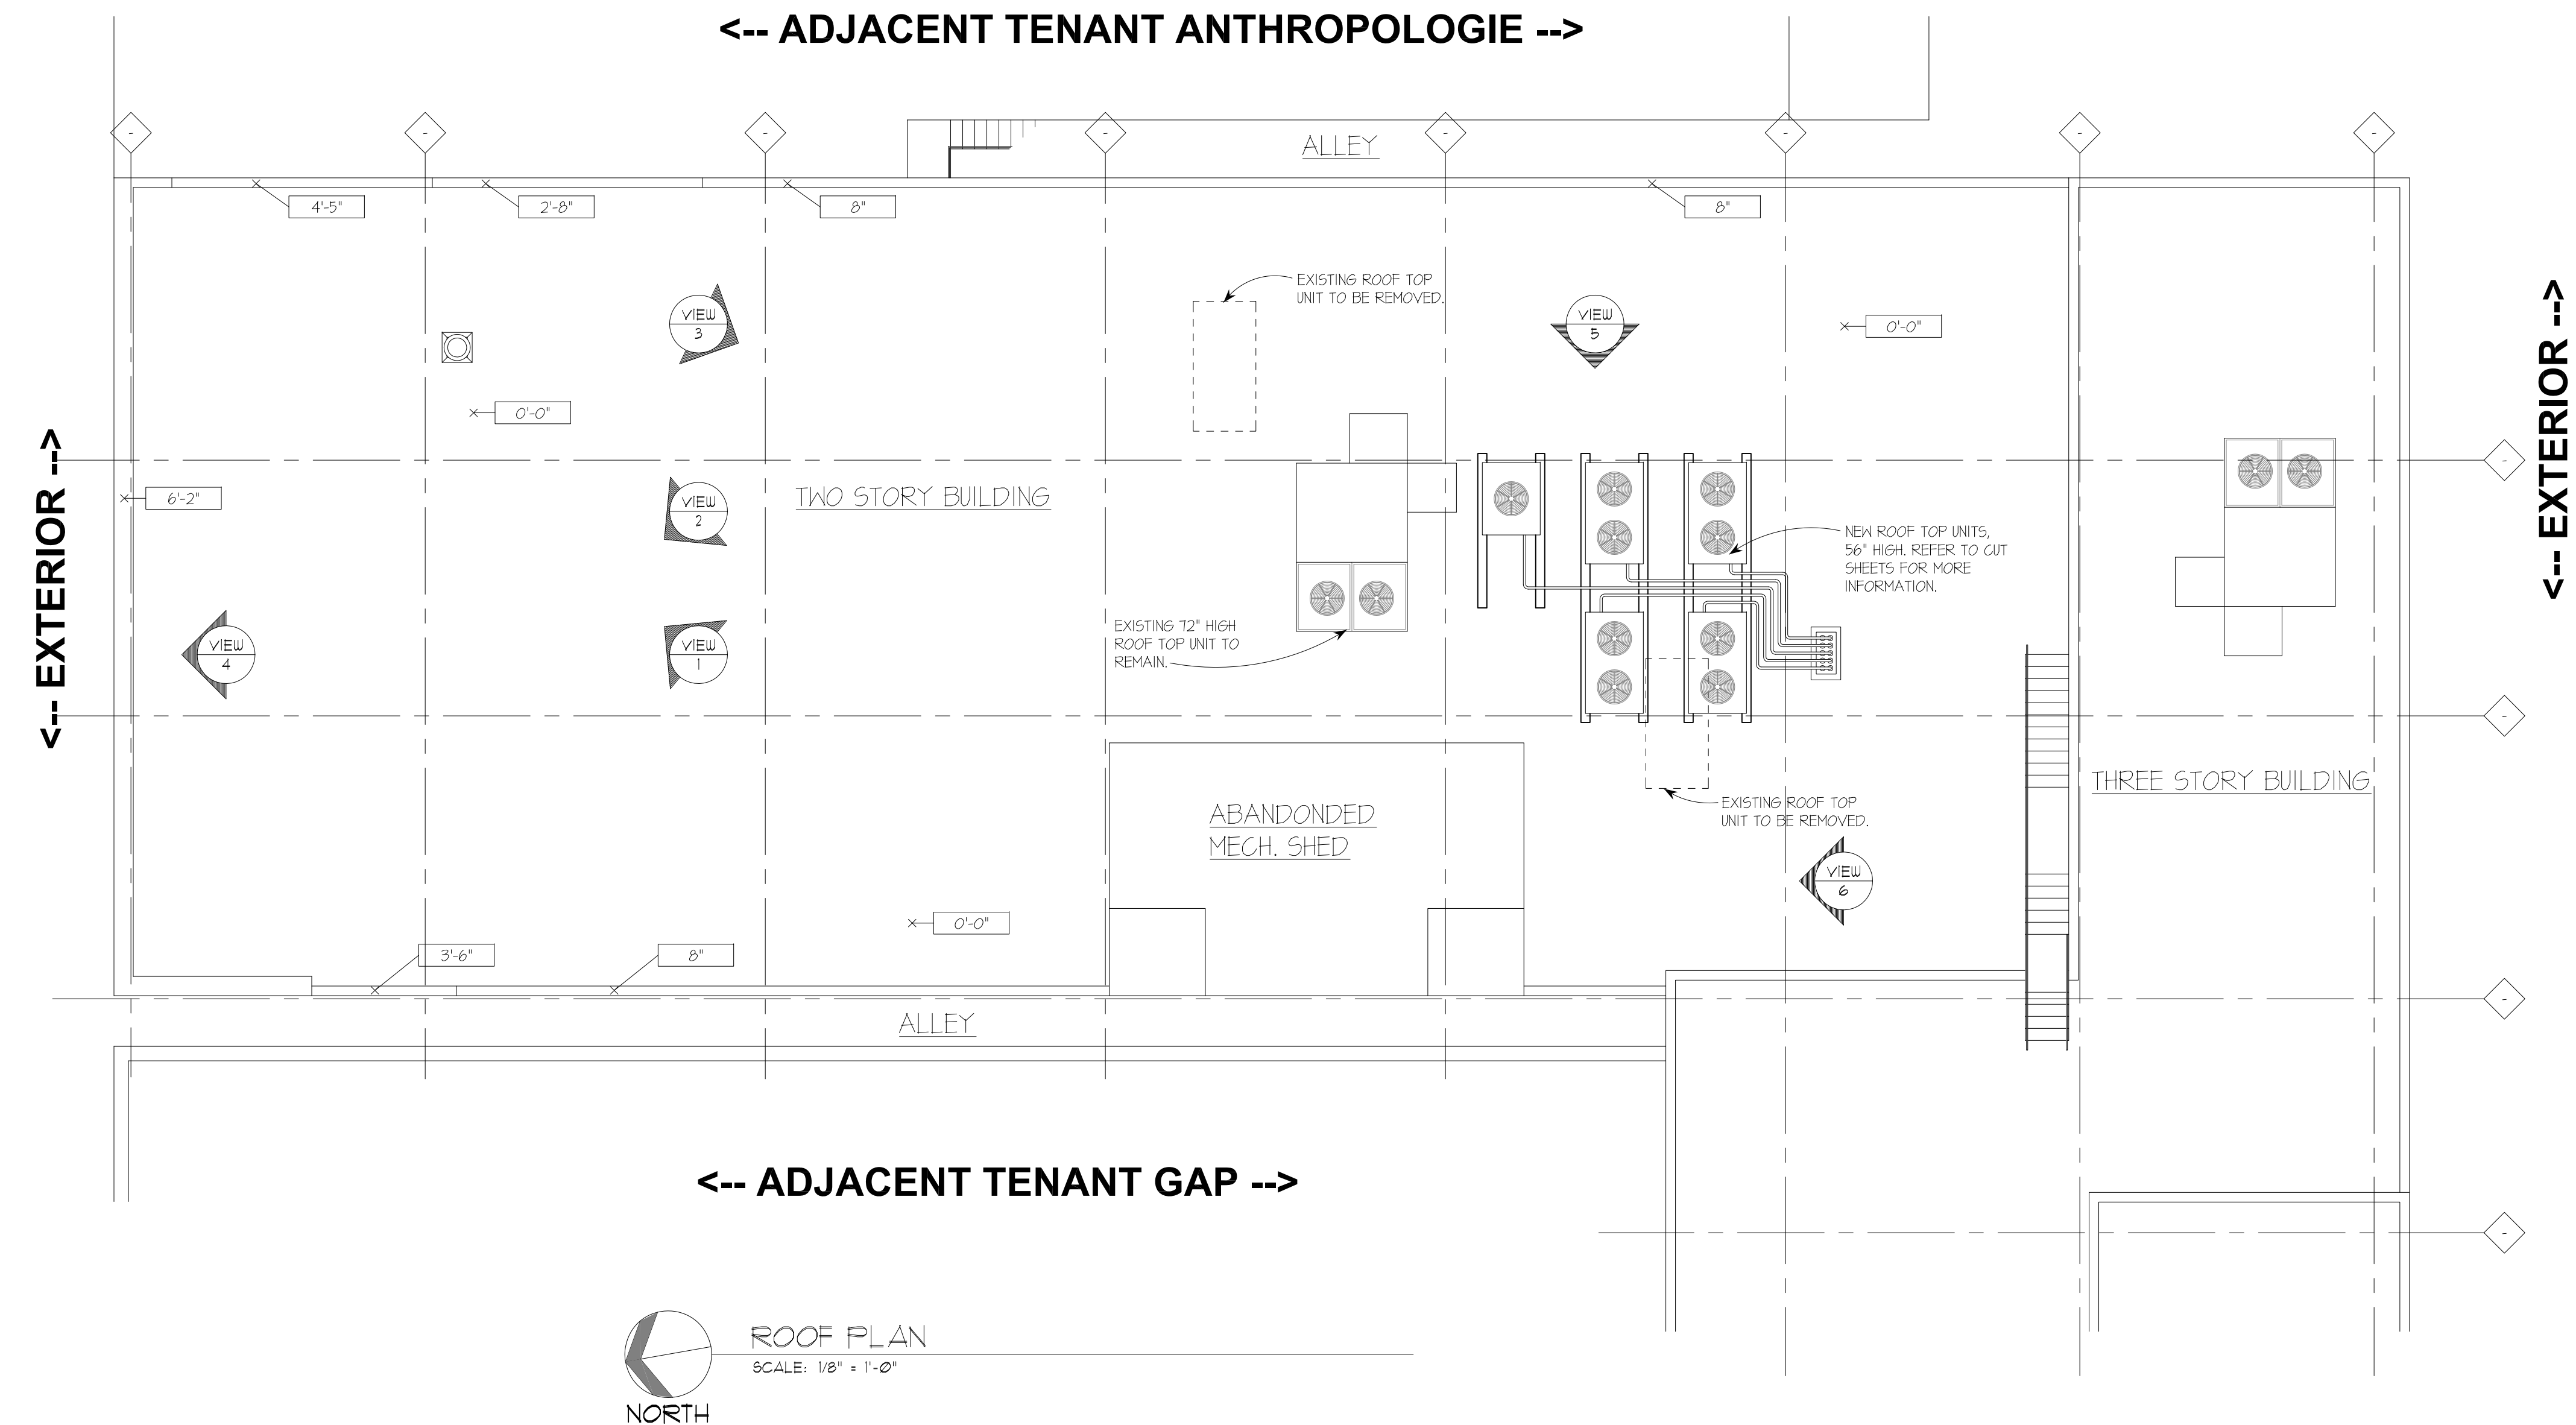 <-- ADJACENT TENANT ANTHROPOLOGIE -->
ALLEY
4'-5"
2'-8"
8"
8"
EXISTING ROOF TOP
UNIT TO BE REMOVED.
VIEW
3
VIEW
5
0'-0"
0'-0"
<-- EXTERIOR -->
<-- EXTERIOR -->
6'-2"
VIEW
2
TWO STORY BUILDING
NEW ROOF TOP UNITS,
56" HIGH. REFER TO CUT
SHEETS FOR MORE
INFORMATION.
VIEW
4
VIEW
1
EXISTING 72" HIGH
ROOF TOP UNIT TO
REMAIN.
THREE STORY BUILDING
ABANDONDED
MECH. SHED
EXISTING ROOF TOP
UNIT TO BE REMOVED.
VIEW
6
0'-0"
3'-6"
8"
ALLEY
<-- ADJACENT TENANT GAP -->
ROOF PLAN
SCALE: 1/8" = 1'-0"
NORTH